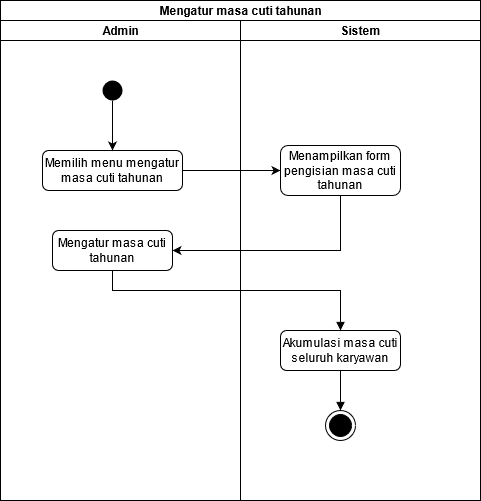 Mengatur masa cuti tahunan
Admin
Sistem
Memilih menu mengatur
masa cuti tahunan
Menampilkan form
pengisian masa cuti
tahunan
Mengatur masa cuti
tahunan
Akumulasi masa cuti
seluruh karyawan